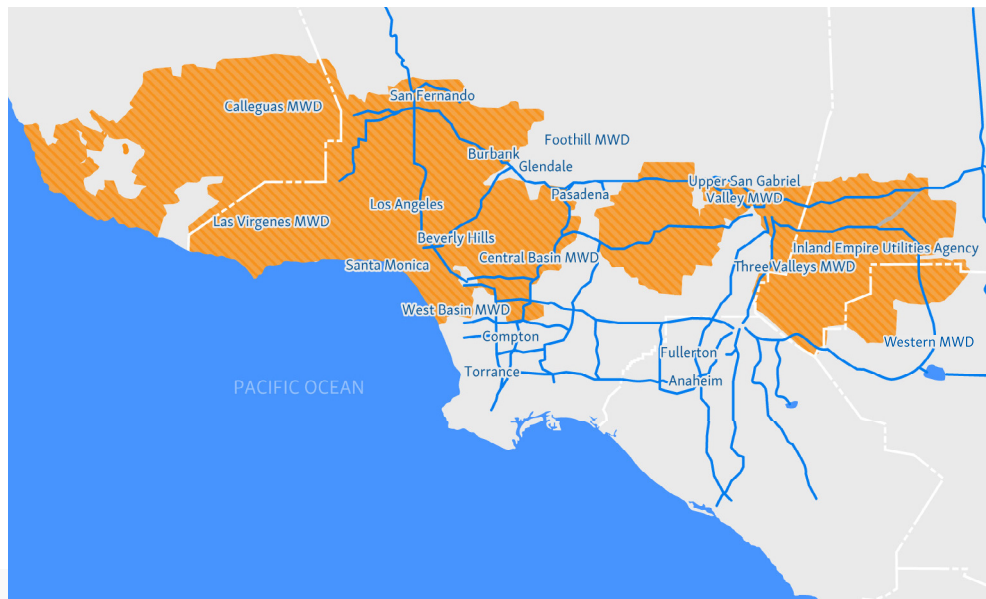 San Fernando
Calleguas MWD
Foothill MWD
Burbank
Glendale
Upper San Gabriel
Valley MWD
Pasadena
Los Angeles
Las Virgenes MWD
Beverly Hills
Inland Empire Utilities Agency
Central Basin MWD
Santa Monica
Three Valleys MWD
West Basin MWD
Compton
Western MWD
Fullerton
Torrance
Anaheim
PACIFIC OCEAN